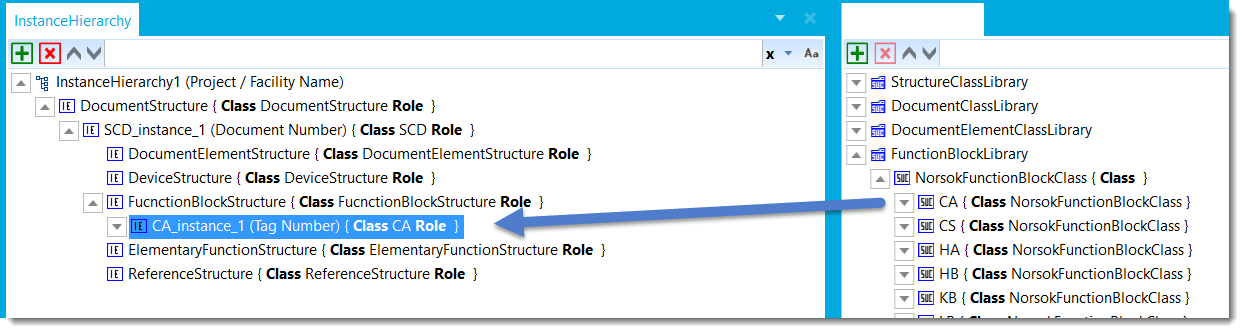 InstanceHierarchy
x Aa
InstanceHierarchy1 (Project / Facility Name)
IE DocumentStructure { Class DocumentStructure Role }
IE SCD_instance_1 (Document Number) { Class SCD Role }
IE DocumentElementStructure { Class DocumentElementStructure Role }
IE DeviceStructure { Class DeviceStructure Role }
IE FucnctionBlockStructure { Class FucnctionBlockStructure Role }
IE CA_instance_1 (Tag Number) { Class CA Role }
IE ElementaryFunctionStructure { Class ElementaryFunctionStructure Role }
IE ReferenceStructure { Class ReferenceStructure Role }
SUC StructureClassLibrary
SUC DocumentClassLibrary
SUC DocumentElementClassLibrary
SUC FunctionBlockLibrary
SUC NorsokFunctionBlockClass { Class }
SUC CA { Class NorsokFunctionBlockClass }
SUC CS { Class NorsokFunctionBlockClass }
SUC HA { Class NorsokFunctionBlockClass }
SUC HB { Class NorsokFunctionBlockClass }
SUC KB { Class NorsokFunctionBlockClass }